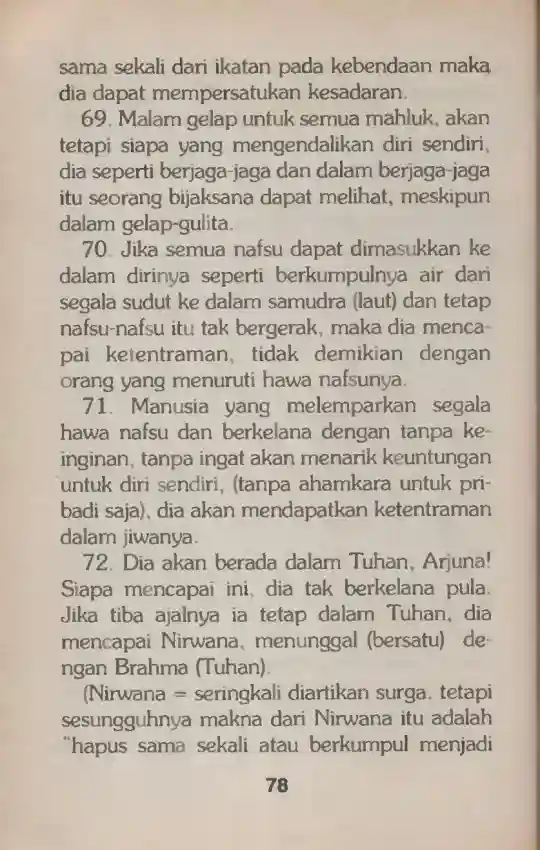 sama sekali dari ikatan pada kebendaan maka
dia dapat mempersatukan kesadaran.
69. Malam gelap untuk semua mahluk, akan
tetapi siapa yang mengendalikan diri sendiri,
dia seperti berjaga-jaga dan dalam berjaga-jaga
itu seorang bijaksana dapat melihat, meskipun
dalam gelap-gulita.
70. Jika semua nafsu dapat dimasukkan ke
dalam dirinya seperti berkumpulnya air dari
segala sudut ke dalam samudra (laut) dan tetap
nafsu-nafsu itu tak bergerak, maka dia menca-
pai ketentraman, tidak demikian dengan
orang yang menuruti hawa nafsunya.
71. Manusia yang melemparkan segala
hawa nafsu dan berkelana dengan tanpa ke-
inginan, tanpa ingat akan menarik keuntungan
untuk diri sendiri, (tanpa ahamkara untuk pri-
badi saja), dia akan mendapatkan ketentraman
dalam jiwanya.
72. Dia akan berada dalam Tuhan, Arjuna!
Siapa mencapai ini, dia tak berkelana pula.
Jika tiba ajalnya ia tetap dalam Tuhan, dia
mencapai Nirwana, menunggal (bersatu) de-
ngan Brahma (Tuhan).
(Nirwana = seringkali diartikan surga, tetapi
sesungguhnya makna dari Nirwana itu adalah
"hapus sama sekali atau berkumpul menjadi
78